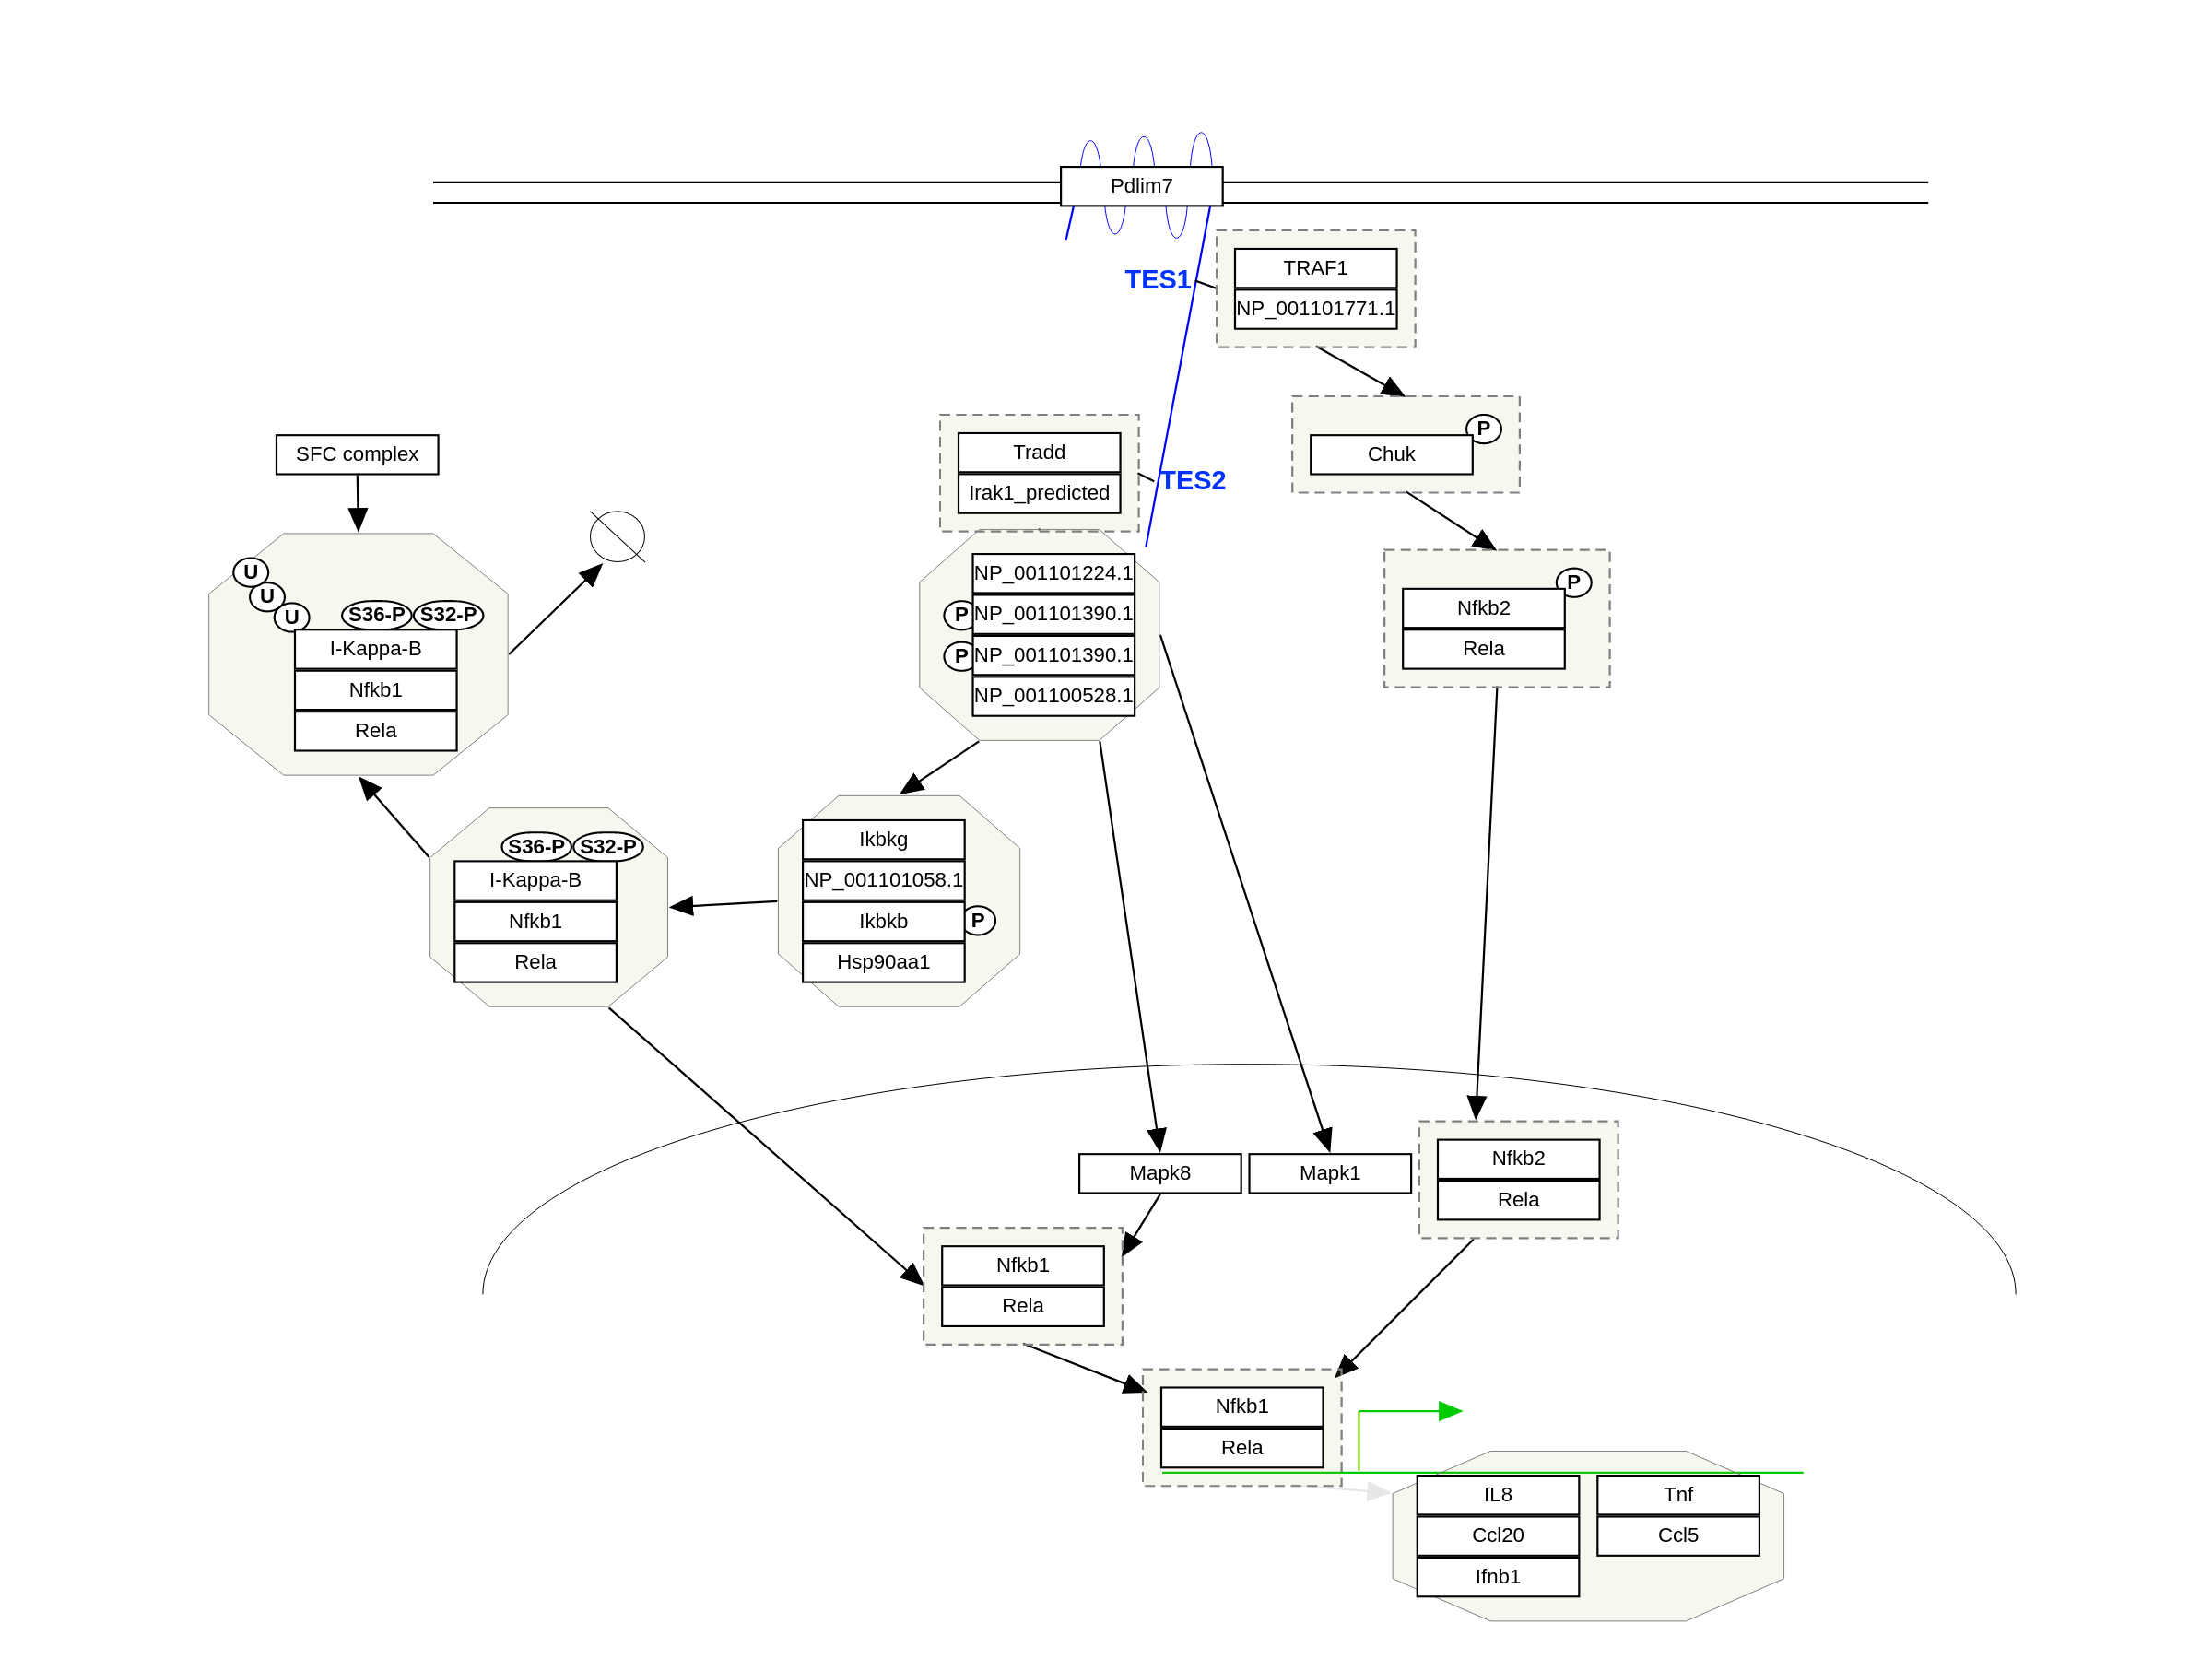 Pdlim7
TES1
TRAF1
NP_001101771.1
P
Chuk
SFC complex
Tradd
Irak1_predicted
TES2
U
U
U
S36-P S32-P
I-Kappa-B
Nfkb1
Rela
NP_001101224.1
P NP_001101390.1
P NP_001101390.1
NP_001100528.1
P
Nfkb2
Rela
S36-P S32-P
I-Kappa-B
Nfkb1
Rela
Ikbkg
NP_001101058.1
Ikbkb P
Hsp90aa1
Mapk8
Mapk1
Nfkb2
Rela
Nfkb1
Rela
Nfkb1
Rela
IL8
Ccl20
Ifnb1
Tnf
Ccl5